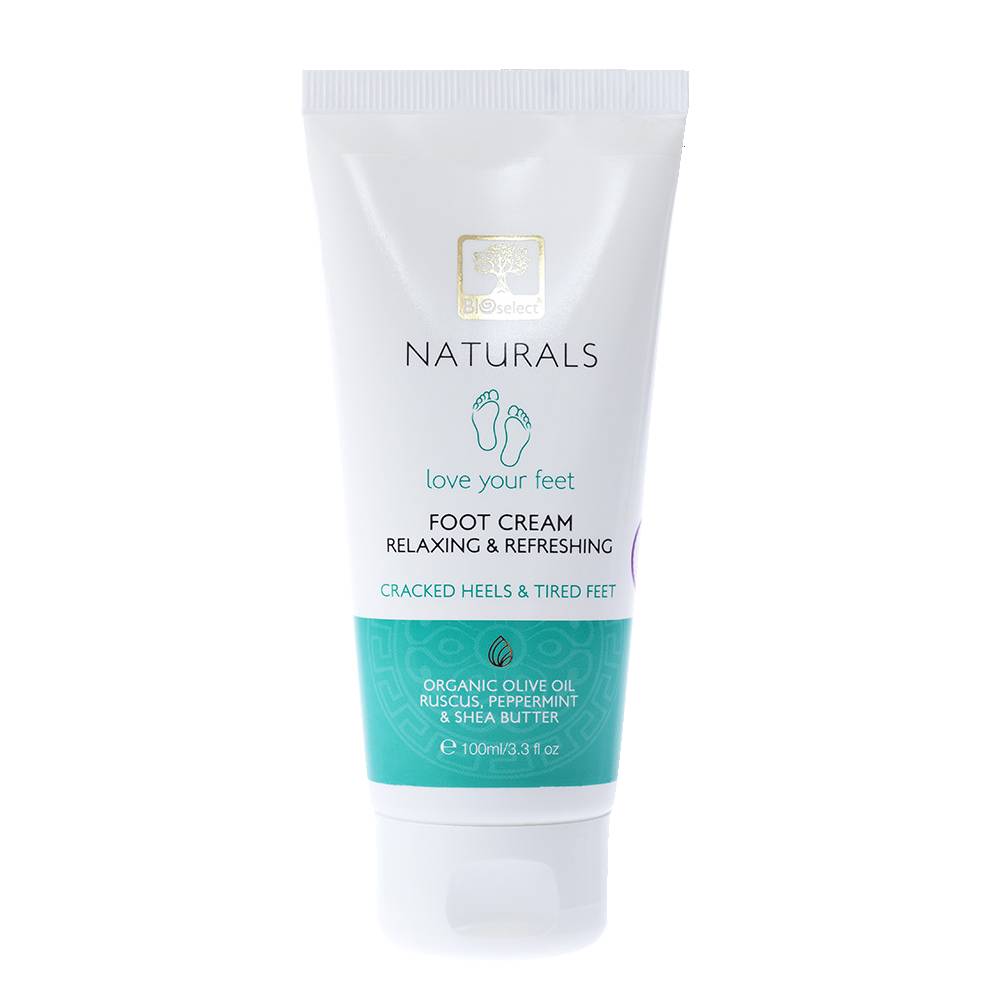 BIOselect®
NATURALS
love your feet
FOOT CREAM
RELAXING & REFRESHING
CRACKED HEELS & TIRED FEET
ORGANIC OLIVE OIL
RUSCUS, PEPPERMINT
& SHEA BUTTER
℮ 100ml/3.3 fl oz